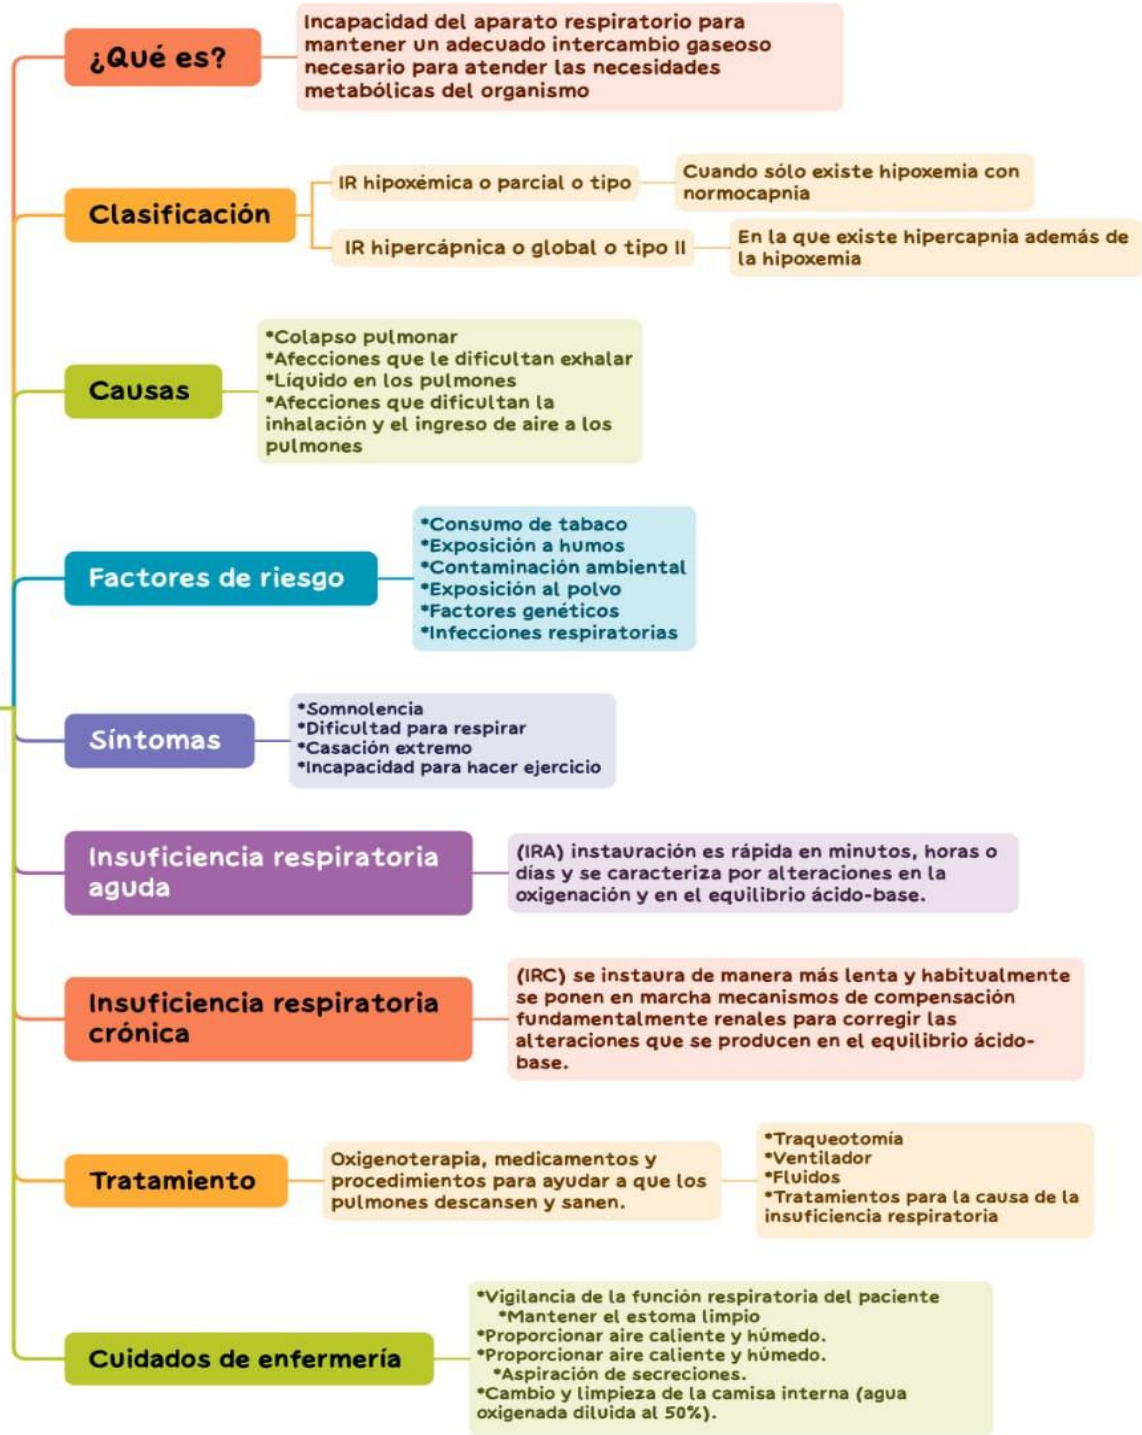 ¿Qué es?
Incapacidad del aparato respiratorio para
mantener un adecuado intercambio gaseoso
necesario para atender las necesidades
metabólicas del organismo
Clasificación
IR hipoxémica o parcial o tipo
Cuando sólo existe hipoxemia con
normocapnia
IR hipercápnica o global o tipo II
En la que existe hipercapnia además de
la hipoxemia
Causas
*Colapso pulmonar
*Afecciones que le dificultan exhalar
*Líquido en los pulmones
*Afecciones que dificultan la
inhalación y el ingreso de aire a los
pulmones
Factores de riesgo
*Consumo de tabaco
*Exposición a humos
*Contaminación ambiental
*Exposición al polvo
*Factores genéticos
*Infecciones respiratorias
Síntomas
*Somnolencia
*Dificultad para respirar
*Casación extremo
*Incapacidad para hacer ejercicio
Insuficiencia respiratoria
aguda
(IRA) instauración es rápida en minutos, horas o
días y se caracteriza por alteraciones en la
oxigenación y en el equilibrio ácido-base.
Insuficiencia respiratoria
crónica
(IRC) se instaura de manera más lenta y habitualmente
se ponen en marcha mecanismos de compensación
fundamentalmente renales para corregir las
alteraciones que se producen en el equilibrio ácido-
base.
Tratamiento
Oxigenoterapia, medicamentos y
procedimientos para ayudar a que los
pulmones descansen y sanen.
*Traqueotomía
*Ventilador
*Fluidos
*Tratamientos para la causa de la
insuficiencia respiratoria
Cuidados de enfermería
*Vigilancia de la función respiratoria del paciente
*Mantener el estoma limpio
*Proporcionar aire caliente y húmedo.
*Proporcionar aire caliente y húmedo.
*Aspiración de secreciones.
*Cambio y limpieza de la camisa interna (agua
oxigenada diluida al 50%).